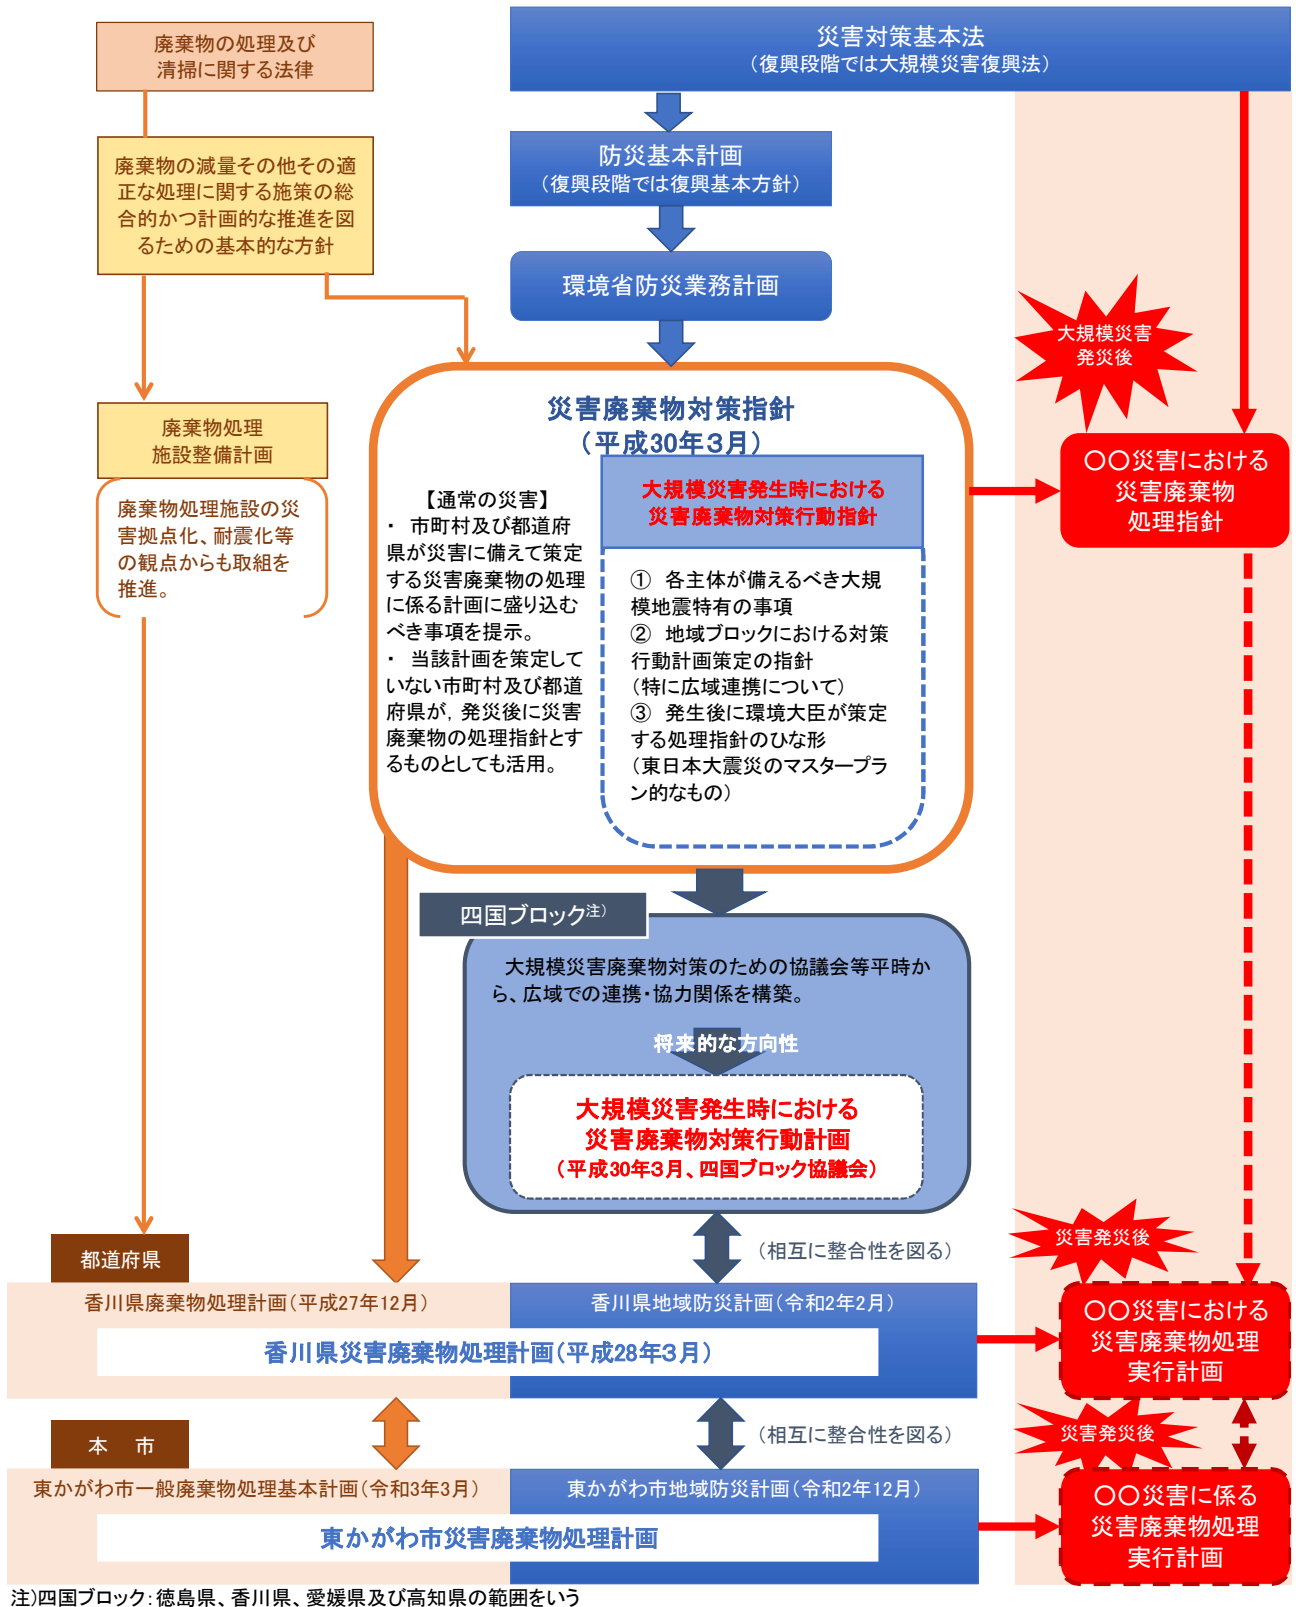 廃棄物の処理及び
清掃に関する法律
災害対策基本法
（復興段階では大規模災害復興法）
廃棄物の減量その他その適
正な処理に関する施策の総
合的かつ計画的な推進を図
るための基本的な方針
防災基本計画
（復興段階では復興基本方針）
環境省防災業務計画
大規模災害
発災後
廃棄物処理
施設整備計画
廃棄物処理施設の災
害拠点化、耐震化等
の観点からも取組を
推進。
災害廃棄物対策指針
（平成30年３月）
【通常の災害】
・ 市町村及び都道府
県が災害に備えて策定
する災害廃棄物の処理
に係る計画に盛り込む
べき事項を提示。
・ 当該計画を策定して
いない市町村及び都道
府県が，発災後に災害
廃棄物の処理指針とす
るものとしても活用。
大規模災害発生時における
災害廃棄物対策行動指針
① 各主体が備えるべき大規
模地震特有の事項
② 地域ブロックにおける対策
行動計画策定の指針
（特に広域連携について）
③ 発生後に環境大臣が策定
する処理指針のひな形
（東日本大震災のマスタープラ
ン的なもの）
〇〇災害における
災害廃棄物
処理指針
四国ブロック注）
大規模災害廃棄物対策のための協議会等平時か
ら、広域での連携・協力関係を構築。
将来的な方向性
大規模災害発生時における
災害廃棄物対策行動計画
（平成30年３月、四国ブロック協議会）
（相互に整合性を図る）
災害発災後
都道府県
香川県廃棄物処理計画（平成27年12月）
香川県地域防災計画（令和2年2月）
香川県災害廃棄物処理計画（平成28年３月）
〇〇災害における
災害廃棄物処理
実行計画
（相互に整合性を図る）
災害発災後
本　市
東かがわ市一般廃棄物処理基本計画（令和3年3月）
東かがわ市地域防災計画（令和2年12月）
東かがわ市災害廃棄物処理計画
〇〇災害に係る
災害廃棄物処理
実行計画
注）四国ブロック：徳島県、香川県、愛媛県及び高知県の範囲をいう